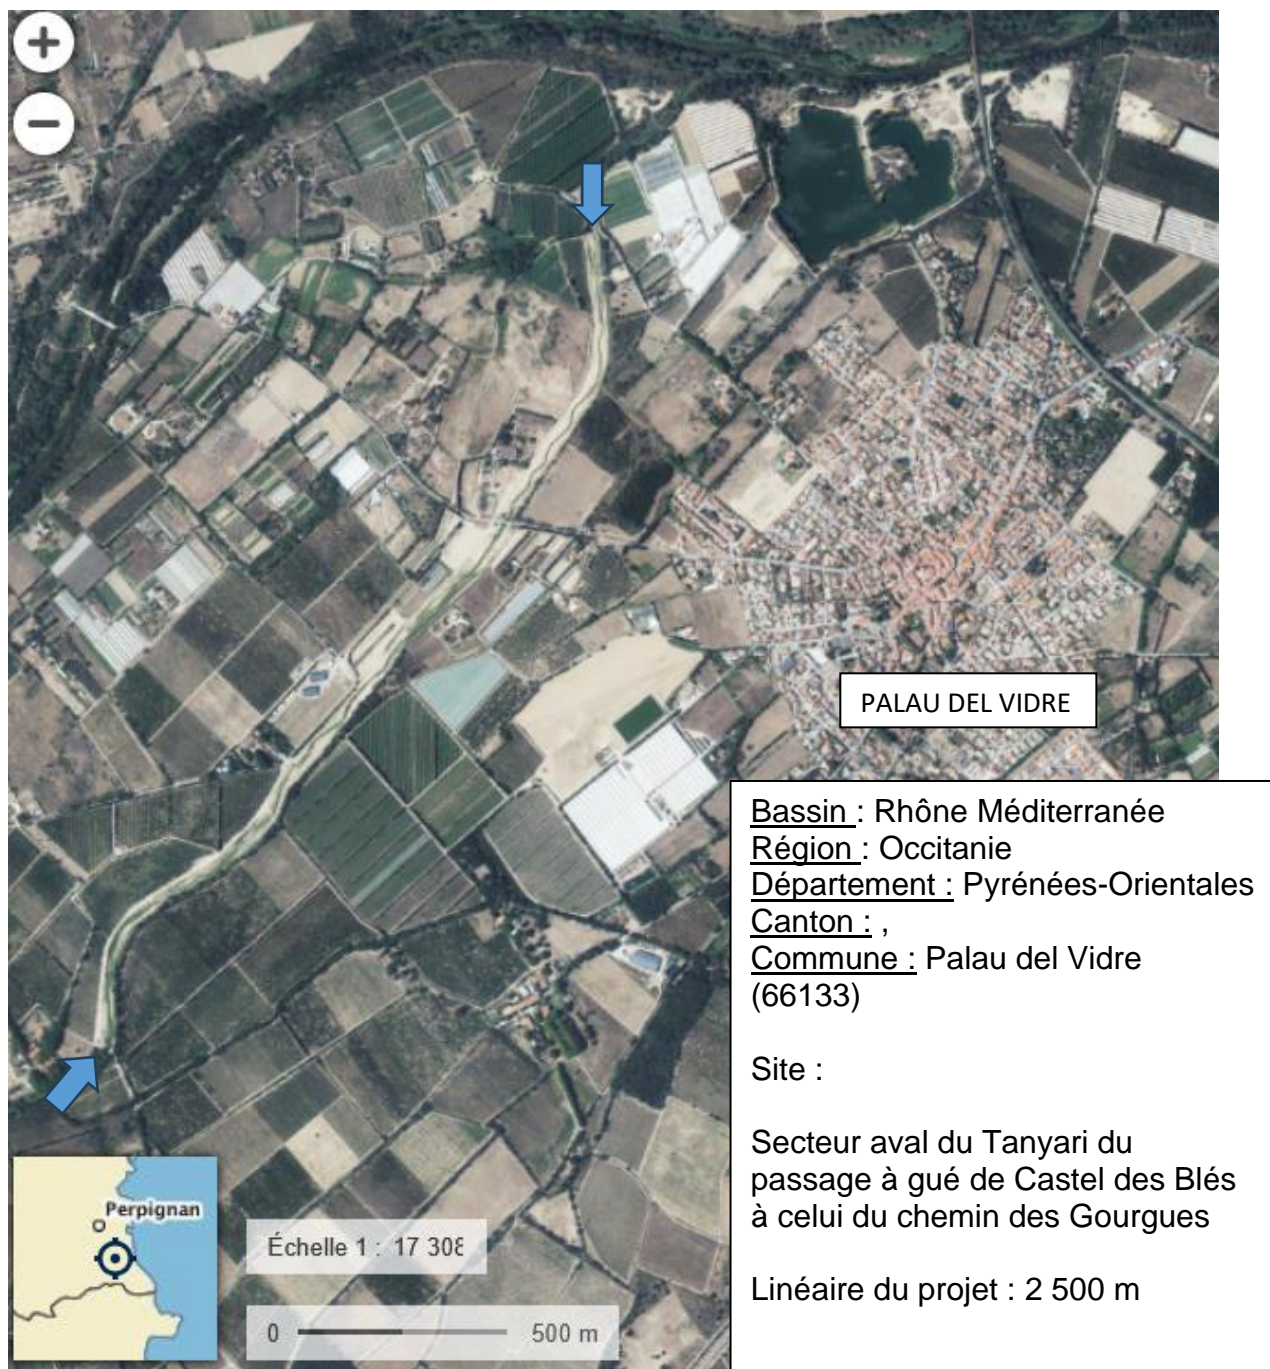 PALAU DEL VIDRE
Bassin : Rhône Méditerranée
Région : Occitanie
Département : Pyrénées-Orientales
Canton : ,
Commune : Palau del Vidre
(66133)
Site :
Secteur aval du Tanyari du
passage à gué de Castel des Blés
à celui du chemin des Gourgues
Linéaire du projet : 2 500 m
Perpignan
Échelle 1 : 17 308
0 500 m